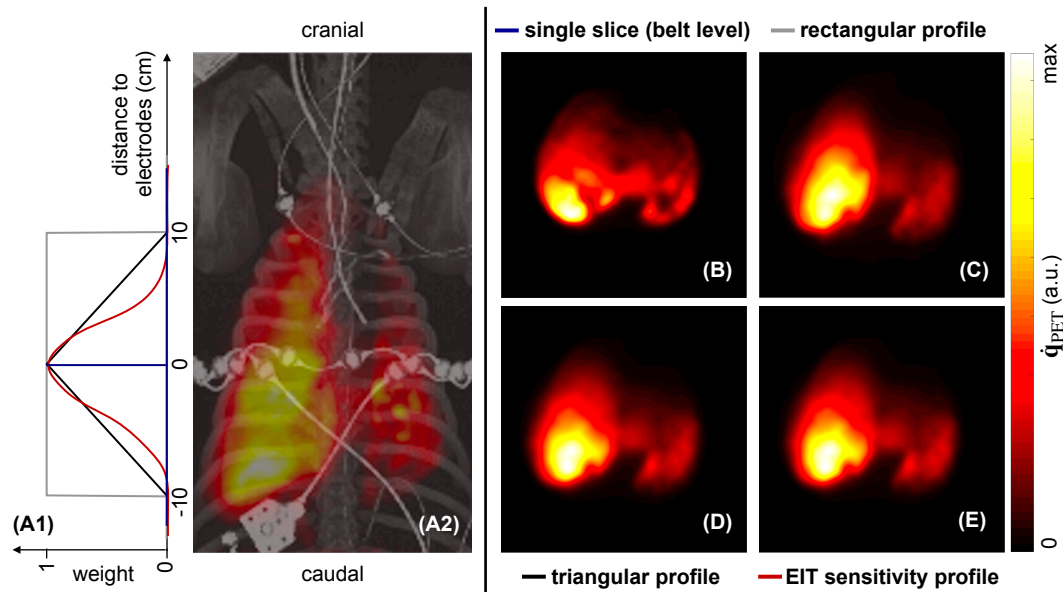 cranial
single slice (belt level)
rectangular profile
distance to
electrodes (cm)
10
0
-10
(A1)
(A2)
1
0
weight
caudal
(B)
(C)
(D)
(E)
max
q̇PET (a.u.)
0
triangular profile
EIT sensitivity profile